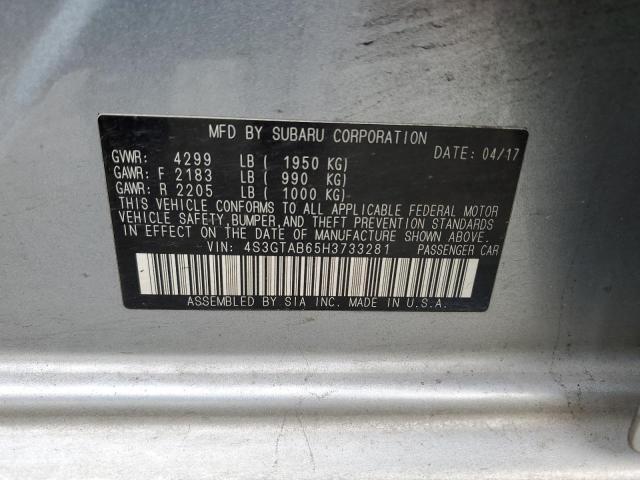 MFD BY SUBARU CORPORATION
GVWR: 4299 LB ( 1950 KG) DATE: 04/17
GAWR: F 2183 LB ( 990 KG)
GAWR: R 2205 LB ( 1000 KG)
THIS VEHICLE CONFORMS TO ALL APPLICABLE FEDERAL MOTOR
VEHICLE SAFETY, BUMPER, AND THEFT PREVENTION STANDARDS
IN EFFECT ON THE DATE OF MANUFACTURE SHOWN ABOVE.
VIN: 4S3GTAB65H3733281 PASSENGER CAR
ASSEMBLED BY SIA INC. MADE IN U.S.A.